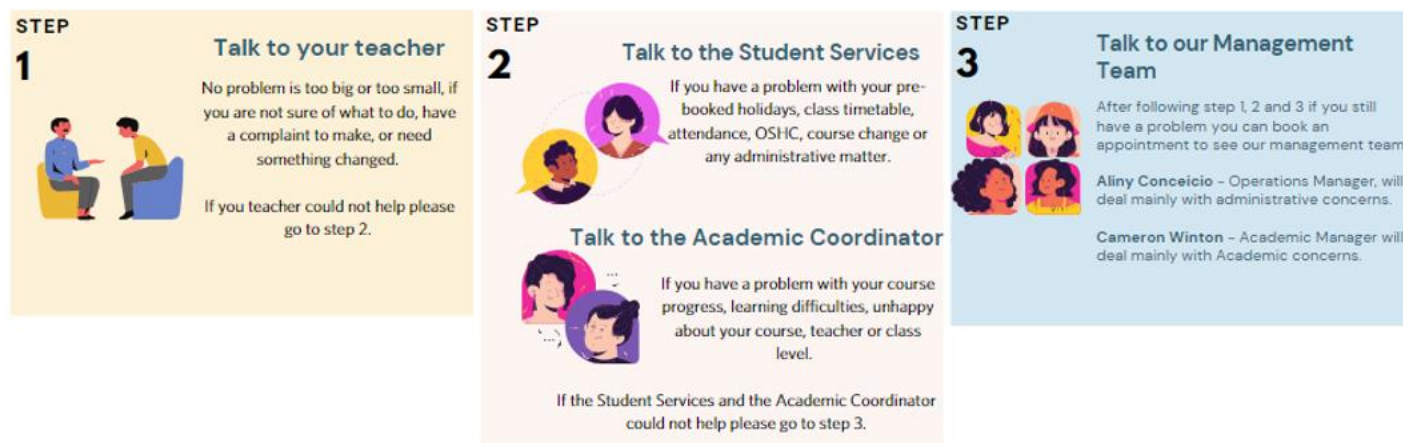 STEP
1
Talk to your teacher
No problem is too big or too small, if
you are not sure of what to do, have
a complaint to make, or need
something changed.
If you teacher could not help please
go to step 2.
STEP
2
Talk to the Student Services
If you have a problem with your pre-
booked holidays, class timetable,
attendance, OSHC, course change or
any administrative matter.
Talk to the Academic Coordinator
If you have a problem with your course
progress, learning difficulties, unhappy
about your course, teacher or class
level.
If the Student Services and the Academic Coordinator
could not help please go to step 3.
STEP
3
Talk to our Management
Team
After following step 1, 2 and 3 if you still
have a problem you can book an
appointment to see our management team
Aliny Conceicio - Operations Manager, will
deal mainly with administrative concerns.
Cameron Winton - Academic Manager will
deal mainly with Academic concerns.